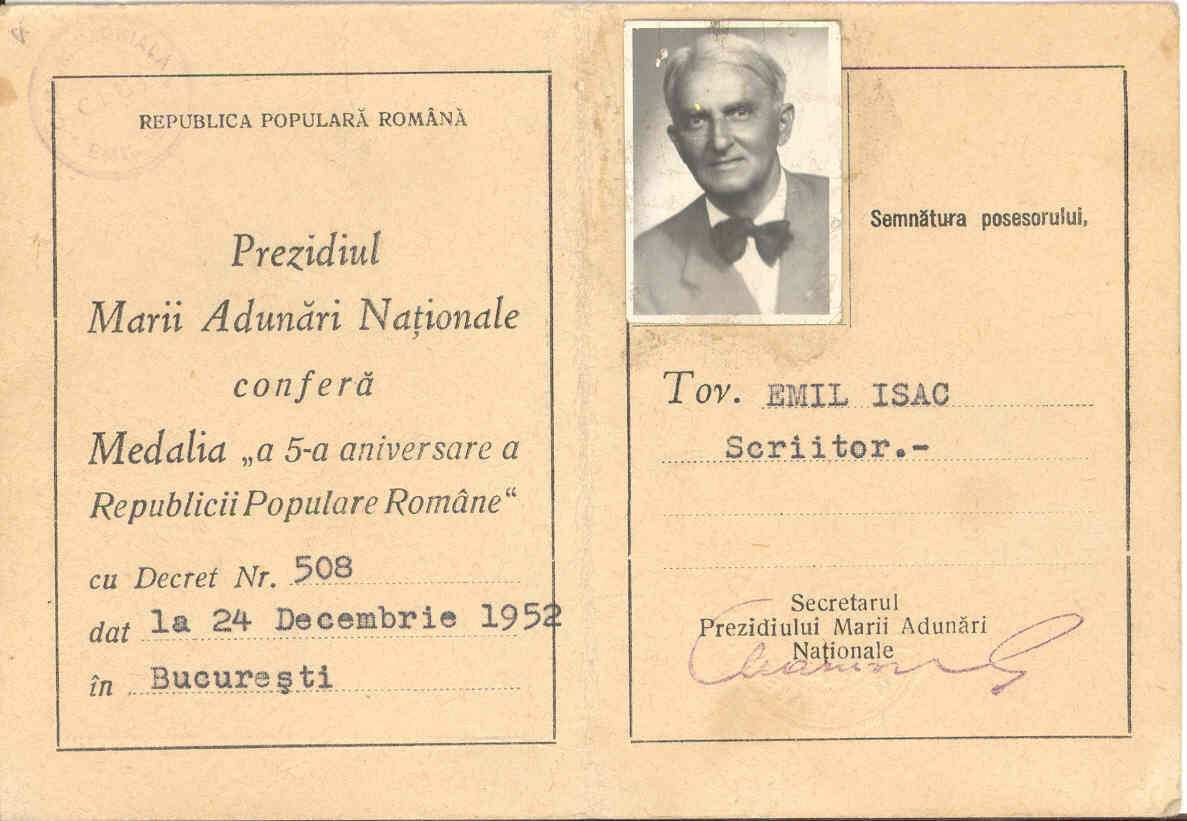 REPUBLICA POPULARĂ ROMÂNĂ
Prezidiul
Marii Adunări Naționale
conferă
Medalia „a 5-a aniversare a
Republicii Populare Române“
cu Decret Nr. 508
dat la 24 Decembrie 1952
în București
Semnătura posesorului,
Tov. EMIL ISAC
Scriitor.-
Secretarul
Prezidiului Marii Adunări
Naționale